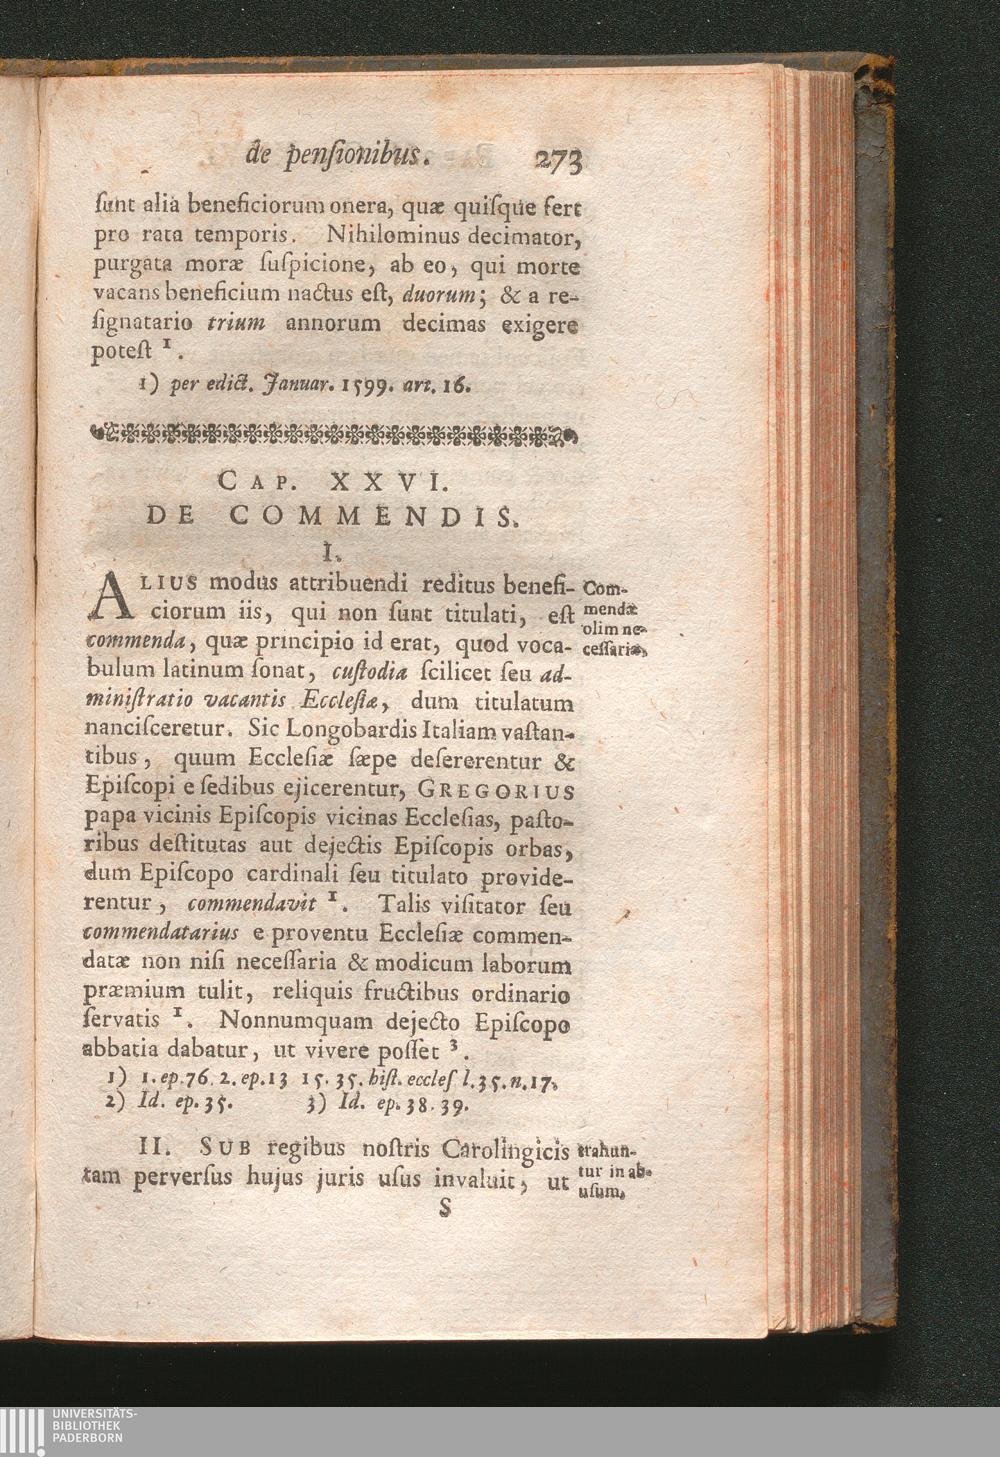 de penſionibus. 273
ſunt alia beneficiorum onera, quæ quiſque fert
pro rata temporis. Nihilominus decimator,
purgata moræ ſuſpicione, ab eo, qui morte
vacans beneficium nactus eſt, duorum; & a re-
ſignatario trium annorum decimas exigere
poteſt ¹.
1) per edict. Januar. 1599. art. 16.
CAP. XXVI.
DE COMMENDIS.
I.
ALIUS modus attribuendi reditus benefi-
ciorum iis, qui non ſunt titulati, eſt
commenda, quæ principio id erat, quod voca-
bulum latinum ſonat, cuſtodia ſcilicet ſeu ad-
miniſtratio vacantis Eccleſiæ, dum titulatum
nanciſceretur. Sic Longobardis Italiam vaſtan-
tibus, quum Eccleſiæ ſæpe deſererentur &
Epiſcopi e ſedibus ejicerentur, GREGORIUS
papa vicinis Epiſcopis vicinas Eccleſias, paſto-
ribus deſtitutas aut dejectis Epiſcopis orbas,
dum Epiſcopo cardinali ſeu titulato provide-
rentur, commendavit ¹. Talis viſitator ſeu
commendatarius e proventu Eccleſiæ commen-
datæ non niſi neceſſaria & modicum laborum
præmium tulit, reliquis fructibus ordinario
ſervatis ¹. Nonnumquam dejecto Epiſcopo
abbatia dabatur, ut vivere poſſet ³.
1) 1. ep. 76. 2. ep. 13 15. 35. hiſt. eccleſ l. 35. n. 17.
2) Id. ep. 35. 3) Id. ep. 38. 39.
II. SUB regibus noſtris Carolingicis
tam perverſus hujus juris uſus invaluit, ut
S
Com-
mendæ
olim ne-
ceſſariæ,
trahun-
tur in ab-
uſum.
UNIVERSITÄTS-
BIBLIOTHEK
PADERBORN